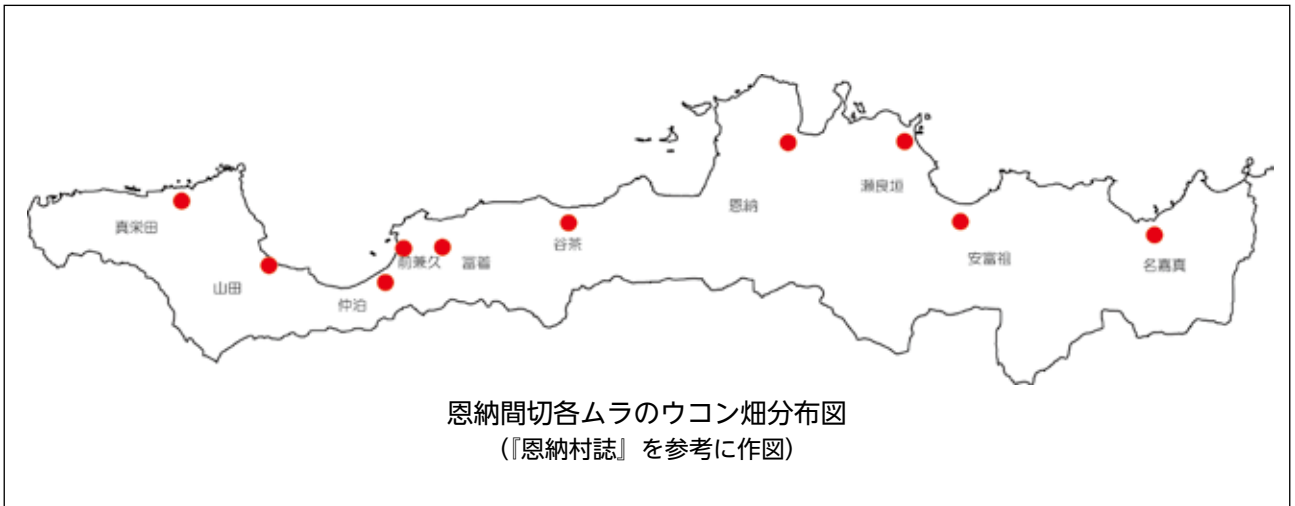 恩納
瀬良垣
真栄田
谷茶
前兼久
冨着
安富祖
名嘉真
山田
仲泊
恩納間切各ムラのウコン畑分布図
(『恩納村誌』を参考に作図)